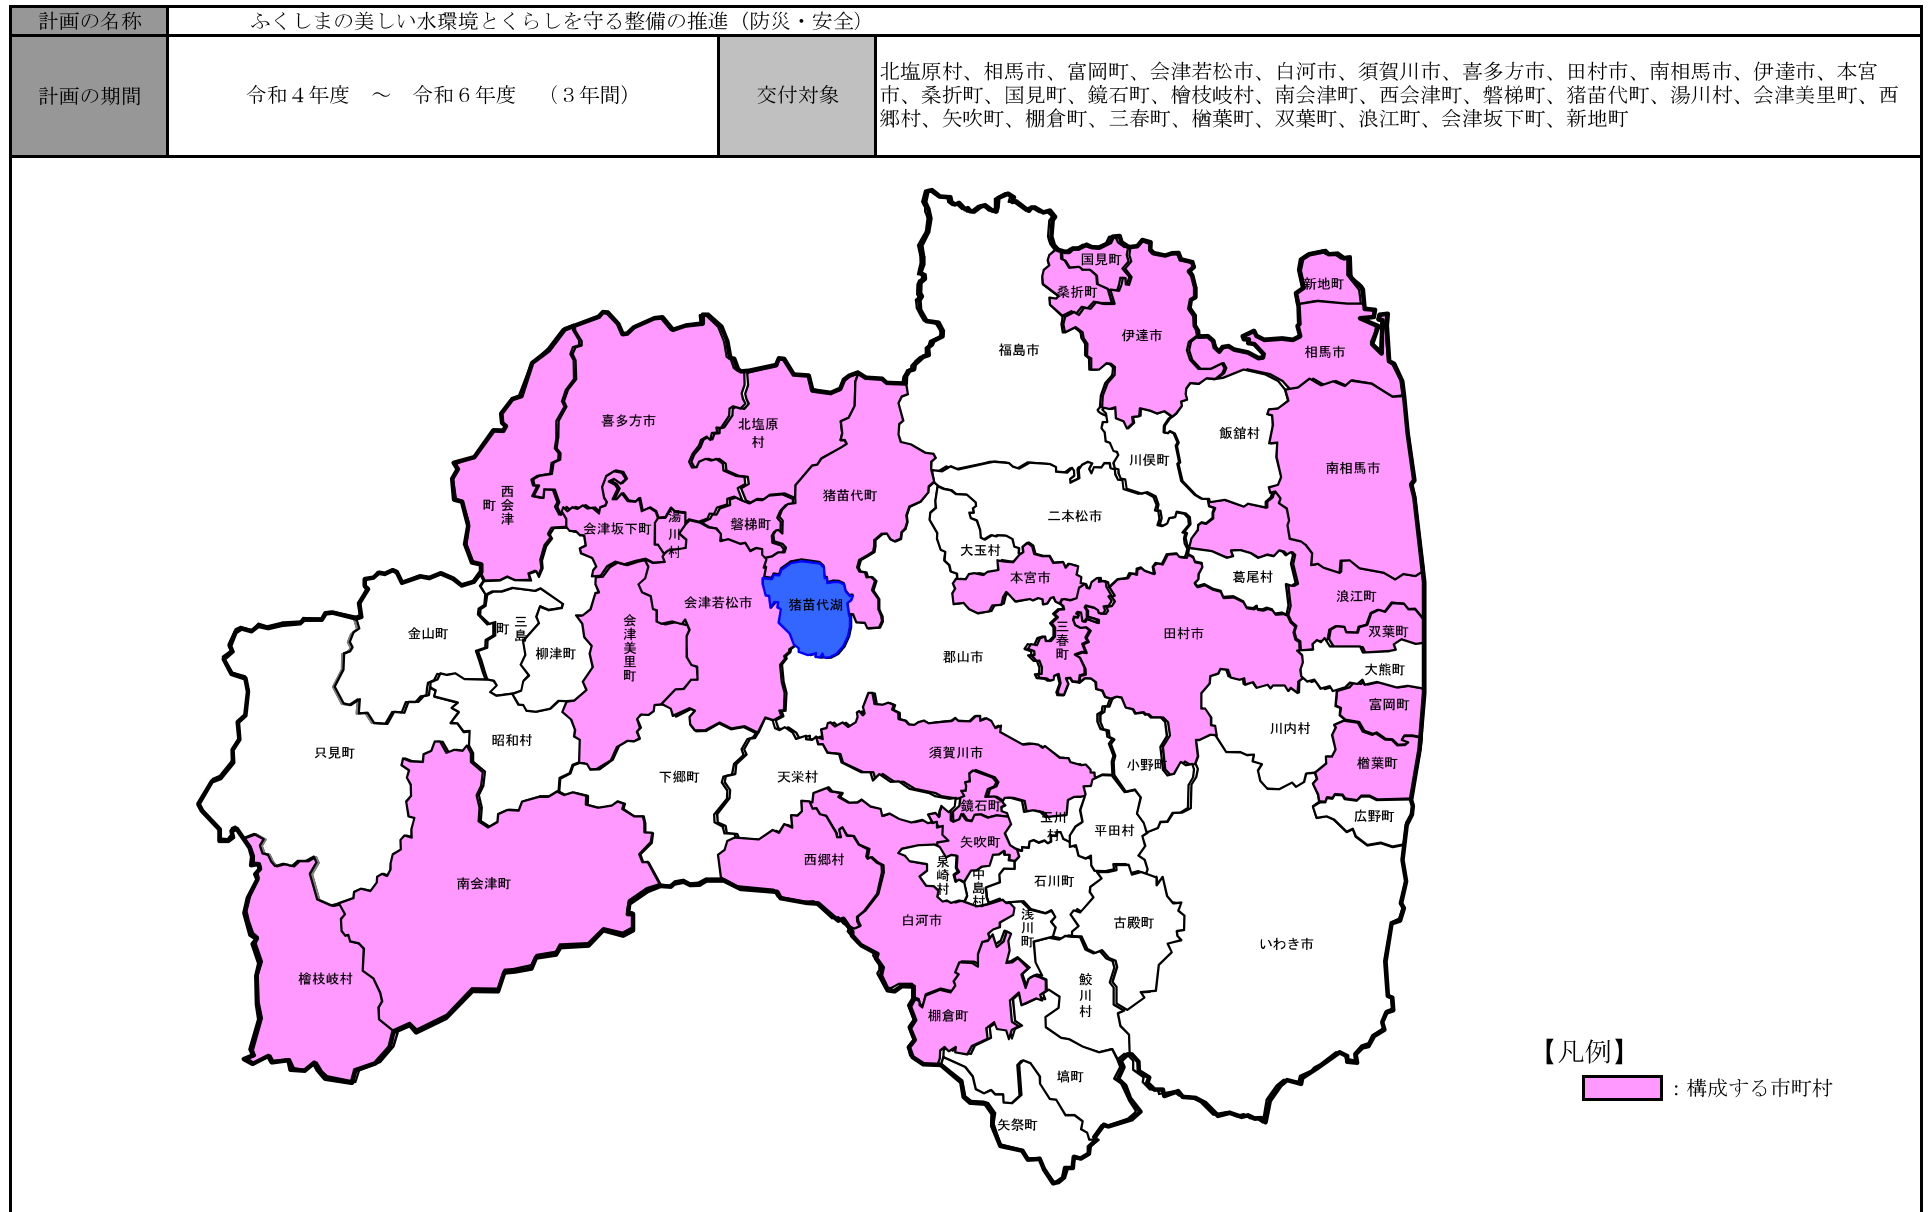 計画の名称
ふくしまの美しい水環境とくらしを守る整備の推進（防災・安全）
計画の期間
令和４年度　～　令和６年度　（３年間）
交付対象
北塩原村、相馬市、富岡町、会津若松市、白河市、須賀川市、喜多方市、田村市、南相馬市、伊達市、本宮
市、桑折町、国見町、鏡石町、檜枝岐村、南会津町、西会津町、磐梯町、猪苗代町、湯川村、会津美里町、西
郷村、矢吹町、棚倉町、三春町、楢葉町、双葉町、浪江町、会津坂下町、新地町
国見町
新地町
桑折町
伊達市
福島市
相馬市
喜多方市
北塩原
村
飯舘村
川俣町
南相馬市
西会津
町
猪苗代町
二本松市
会津坂下町
湯川村
磐梯町
大玉村
本宮市
葛尾村
浪江町
会津若松市
猪苗代湖
金山町
三島
町
柳津町
会津美里町
三春町
田村市
双葉町
郡山市
大熊町
富岡町
只見町
昭和村
下郷町
天栄村
須賀川市
小野町
川内村
楢葉町
鏡石町
玉川
村
平田村
広野町
矢吹町
西郷村
泉崎村
中島村
石川町
南会津町
白河市
浅川町
古殿町
いわき市
檜枝岐村
鮫川村
棚倉町
塙町
矢祭町
【凡例】
：構成する市町村